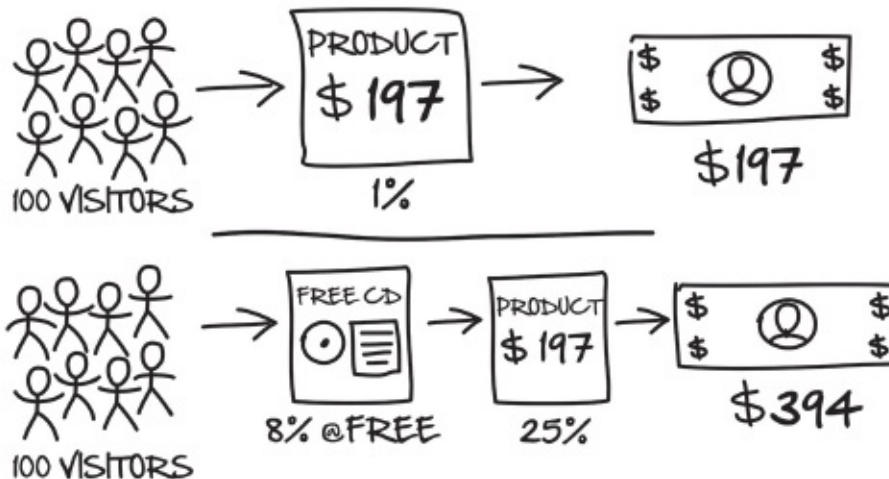 PRODUCT
$197
$ $
$ $
$197
1%
100 VISITORS
FREE CD
PRODUCT
$197
$ $
$ $
$394
8% @FREE
25%
100 VISITORS